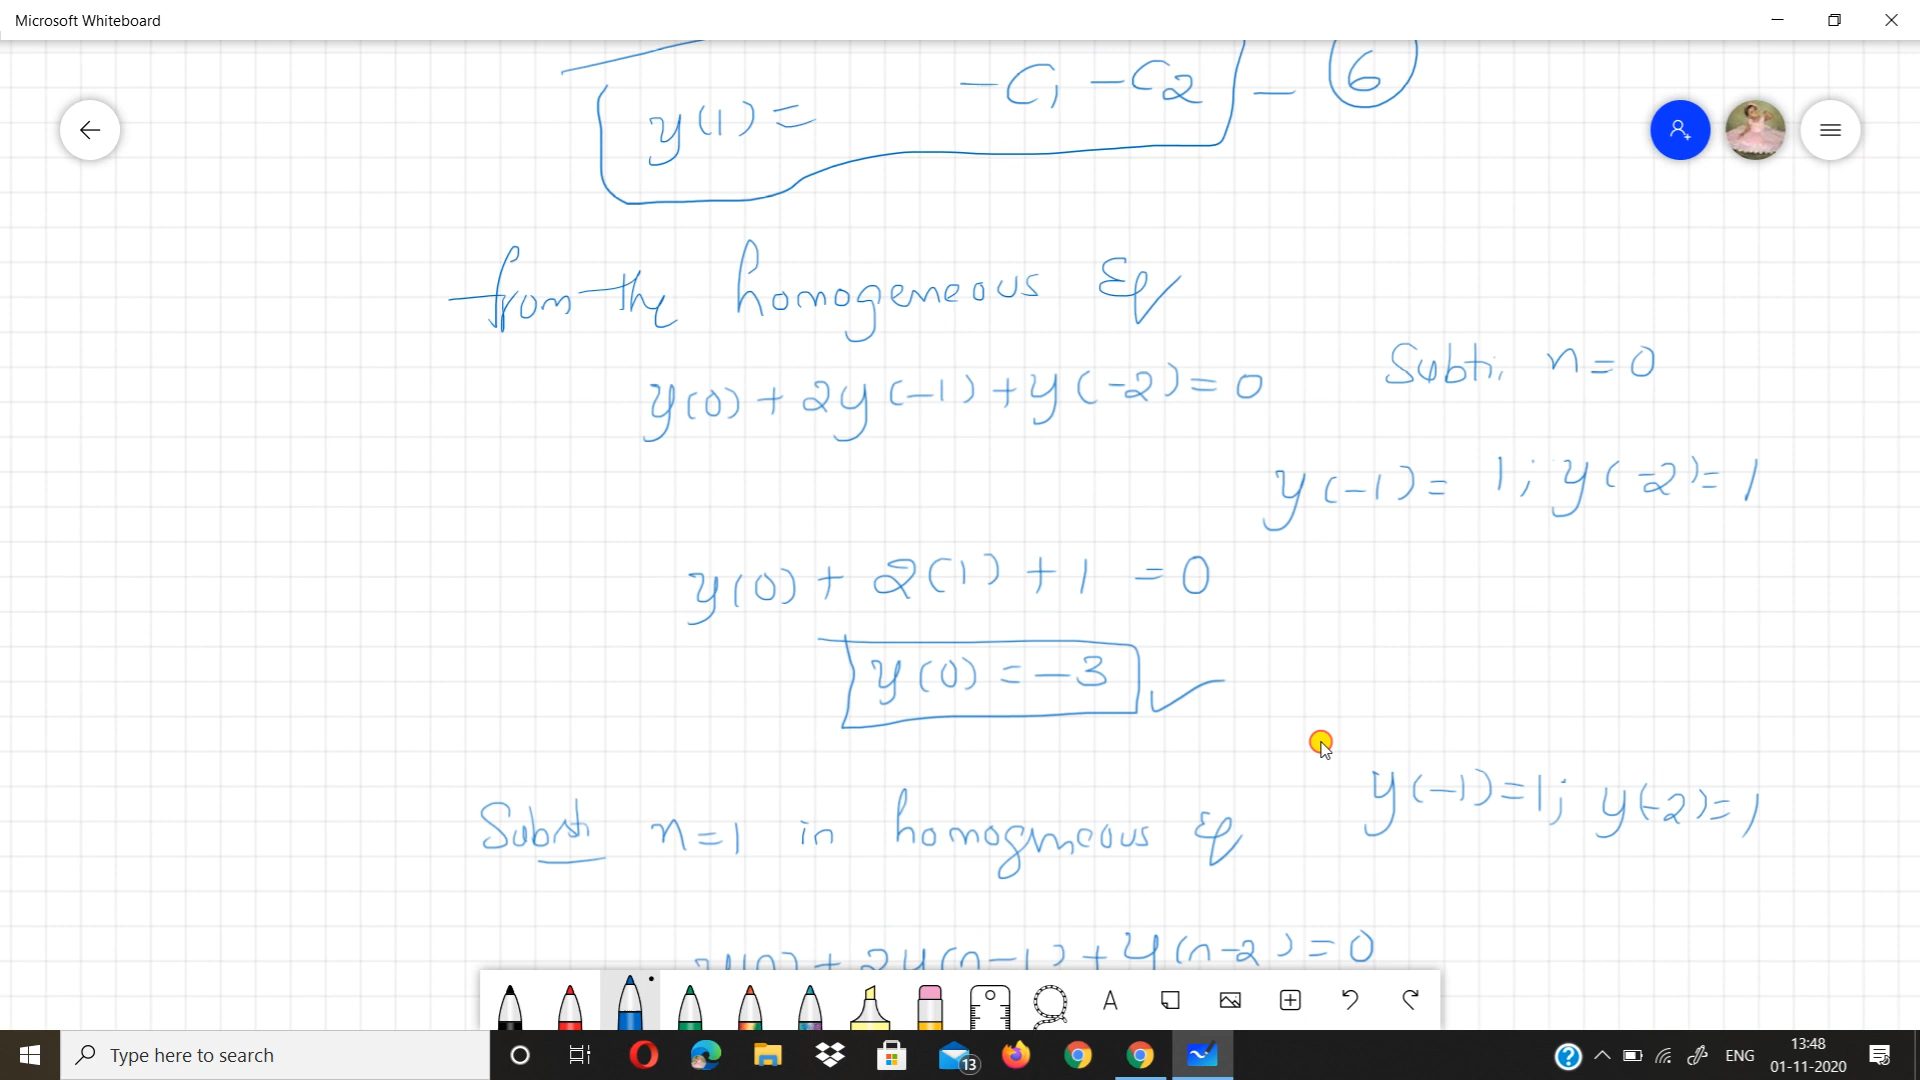 Microsoft Whiteboard
y(1) = -C1 -C2 - 6
from the homogeneous Eq
y(0) + 2y(-1) + y(-2) = 0
Substi. n = 0
y(-1) = 1; y(-2) = 1
y(0) + 2(1) + 1 = 0
y(0) = -3 ✓
y(-1) = 1; y(-2) = 1
Substi n=1 in homogneous Eq
y(n) + 2y(n-1) + y(n-2) = 0
A
Type here to search
13
ENG
13:48
01-11-2020